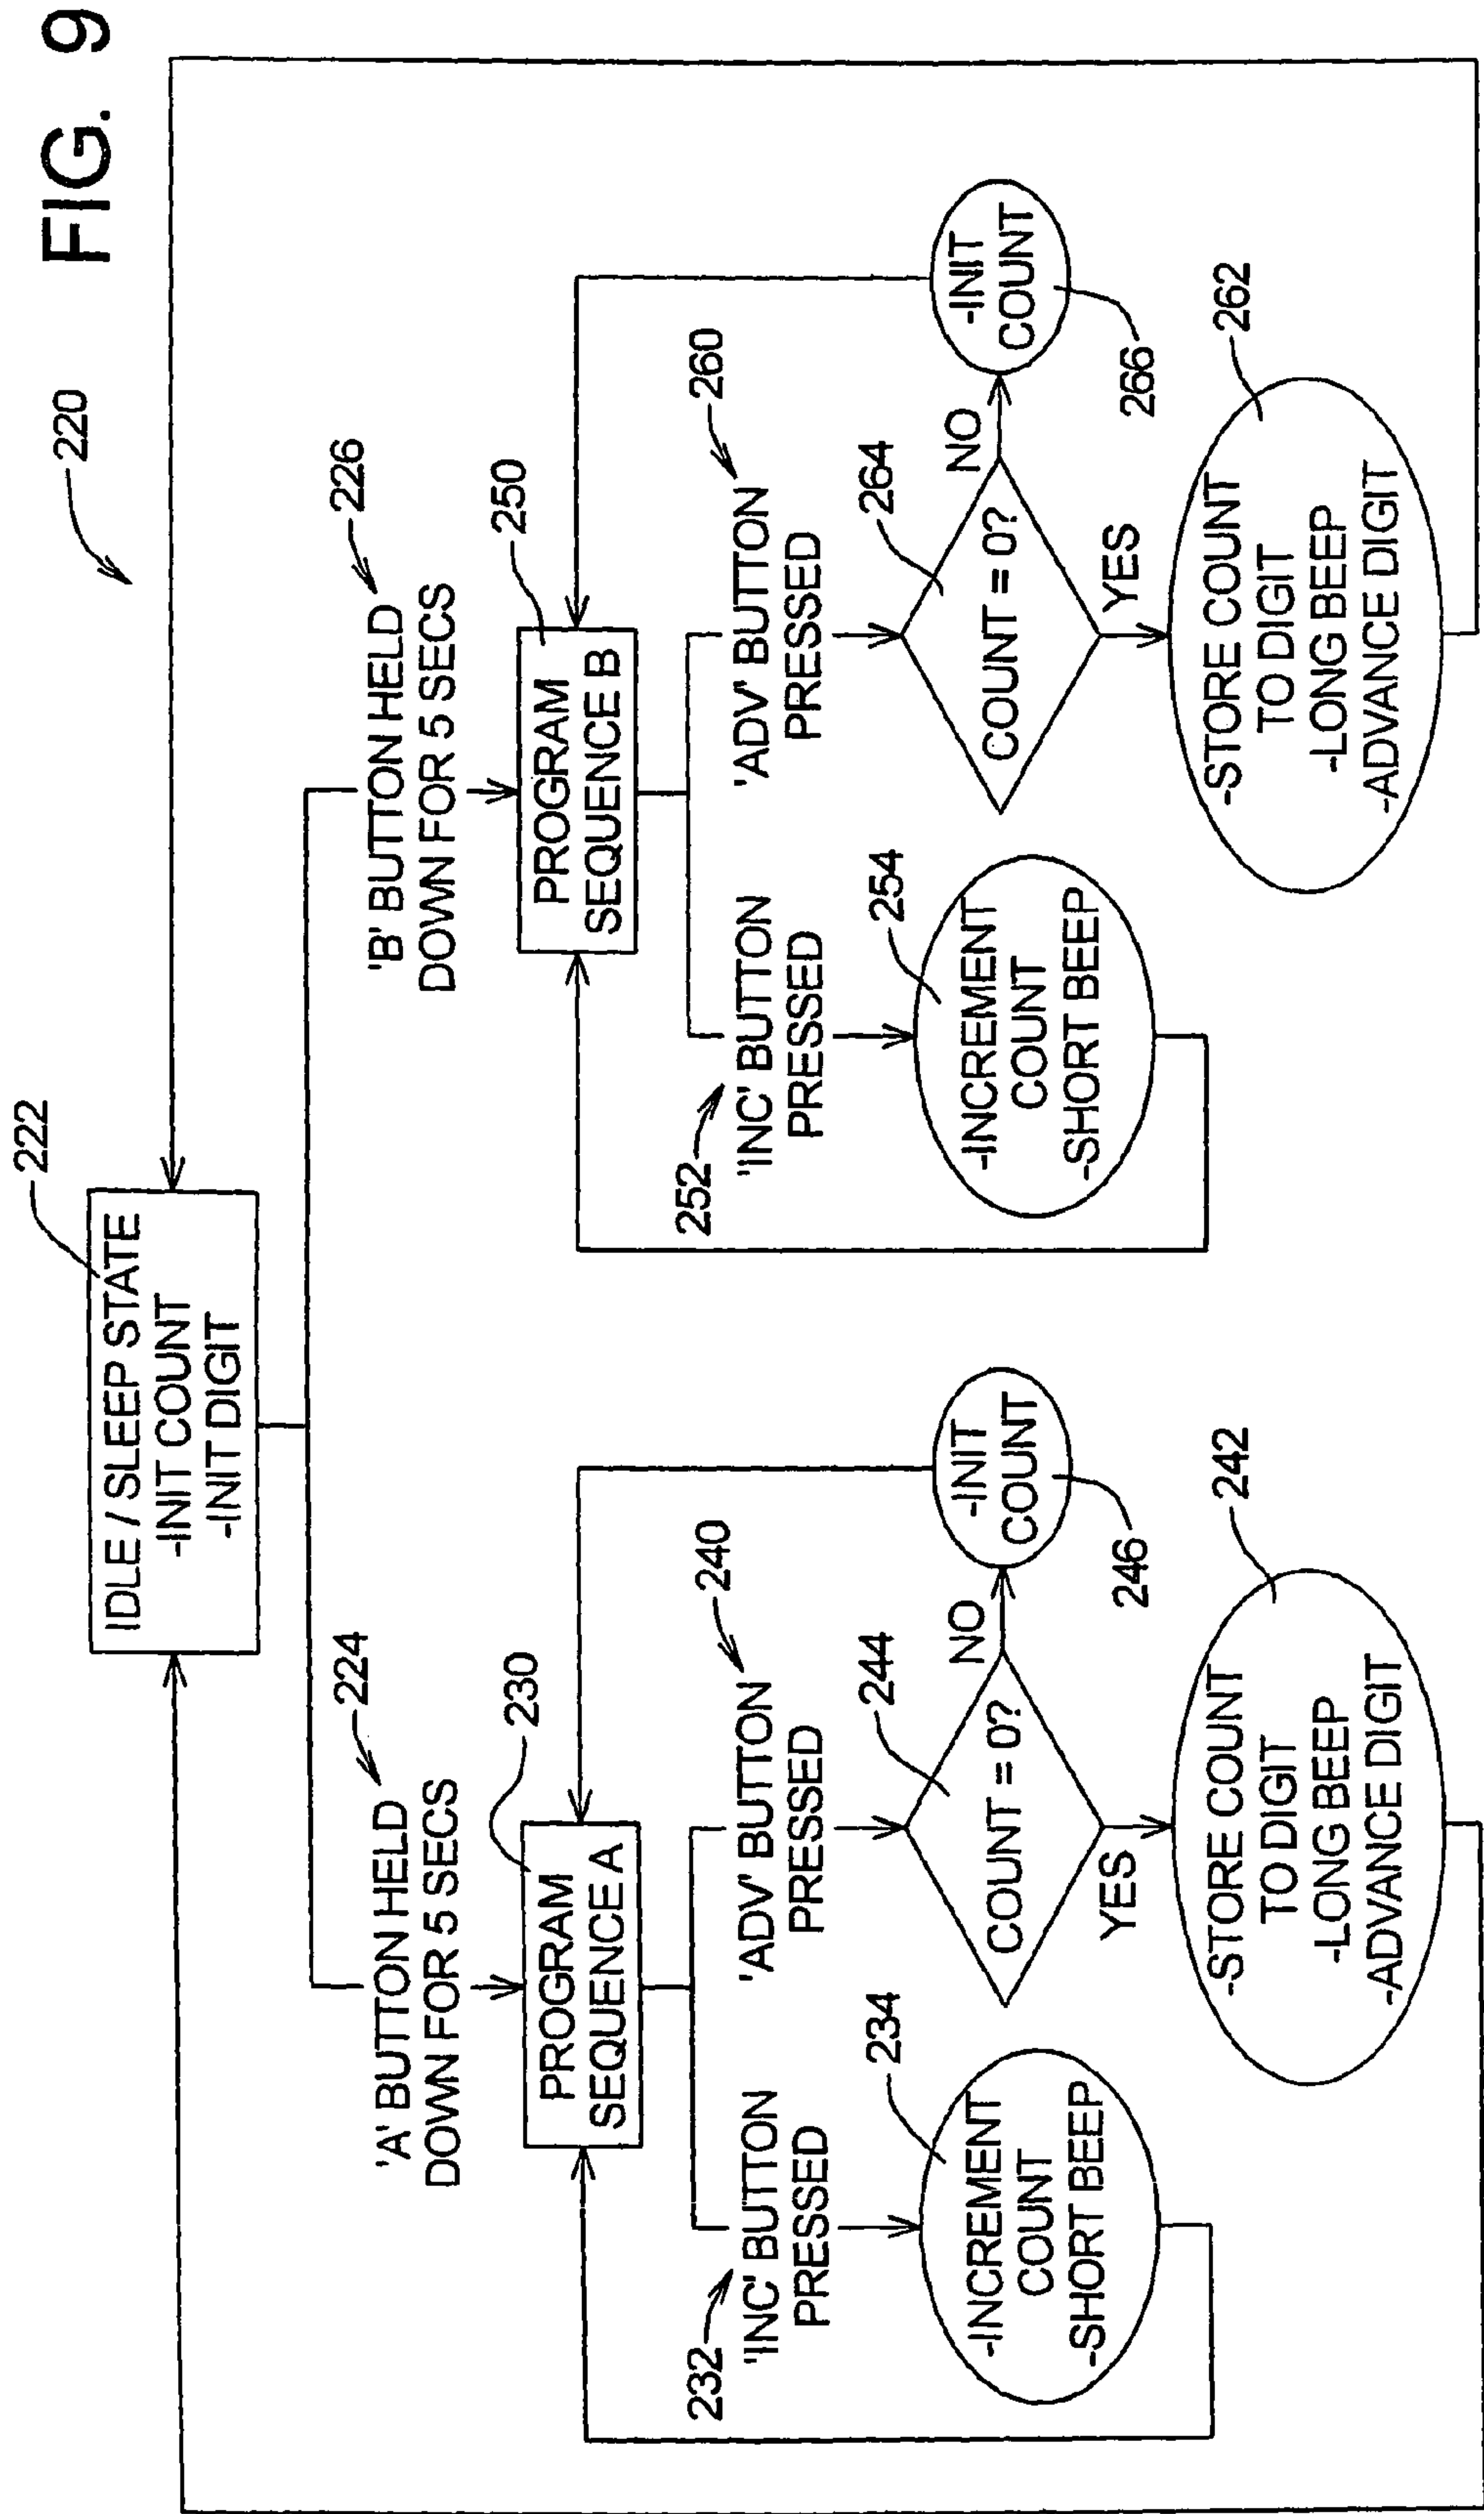 FIG. 9
220
222
IDLE / SLEEP STATE
-INIT COUNT
-INIT DIGIT
224
'A' BUTTON HELD
DOWN FOR 5 SECS
230
PROGRAM
SEQUENCE A
232
'INC' BUTTON
PRESSED
234
-INCREMENT
COUNT
-SHORT BEEP
240
'ADV' BUTTON
PRESSED
244
COUNT = 0?
NO
-INIT
COUNT
246
YES
242
-STORE COUNT
TO DIGIT
-LONG BEEP
-ADVANCE DIGIT
226
'B' BUTTON HELD
DOWN FOR 5 SECS
250
PROGRAM
SEQUENCE B
252
'INC' BUTTON
PRESSED
254
-INCREMENT
COUNT
-SHORT BEEP
260
'ADV' BUTTON
PRESSED
264
COUNT = 0?
NO
-INIT
COUNT
266
YES
262
-STORE COUNT
TO DIGIT
-LONG BEEP
-ADVANCE DIGIT